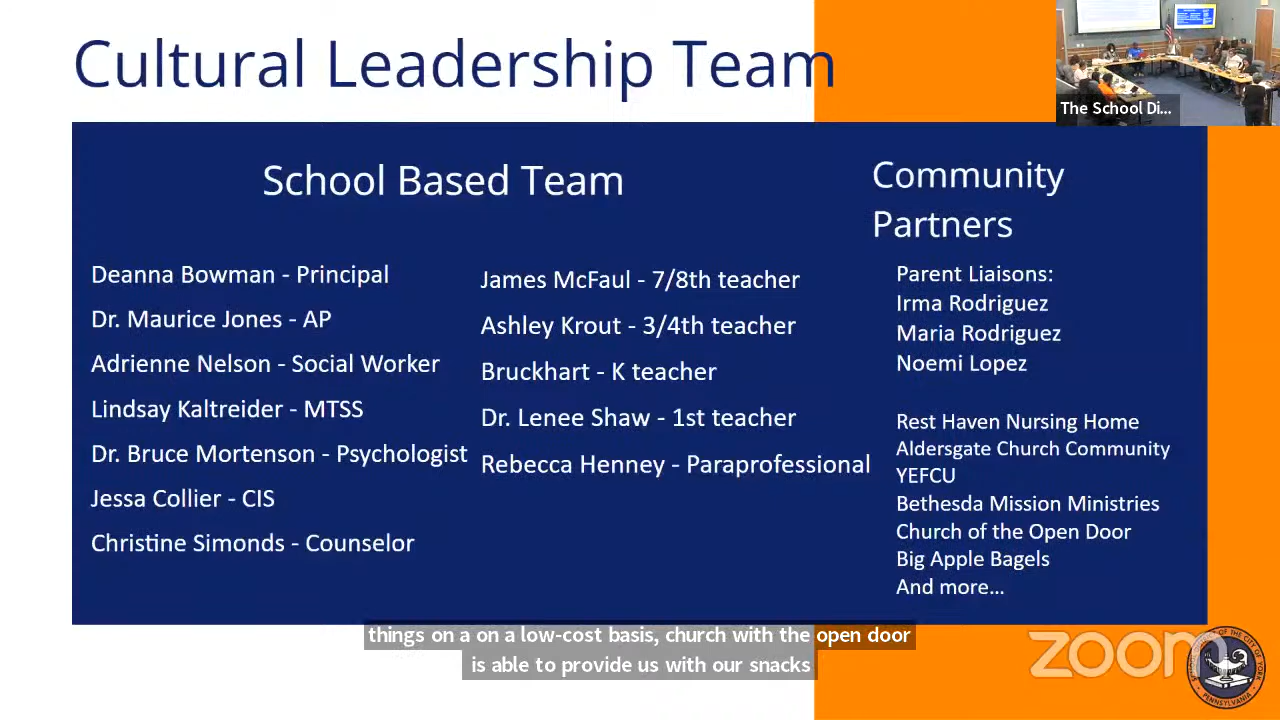 Cultural Leadership Team
The School Di...
School Based Team
Deanna Bowman - Principal
Dr. Maurice Jones - AP
Adrienne Nelson - Social Worker
Lindsay Kaltreider - MTSS
Dr. Bruce Mortenson - Psychologist
Jessa Collier - CIS
Christine Simonds - Counselor
James McFaul - 7/8th teacher
Ashley Krout - 3/4th teacher
Bruckhart - K teacher
Dr. Lenee Shaw - 1st teacher
Rebecca Henney - Paraprofessional
Community
Partners
Parent Liaisons:
Irma Rodriguez
Maria Rodriguez
Noemi Lopez
Rest Haven Nursing Home
Aldersgate Church Community
YEFCU
Bethesda Mission Ministries
Church of the Open Door
Big Apple Bagels
And more...
things on a on a low-cost basis, church with the open door
is able to provide us with our snacks
zoom
PENNSYLVANIA